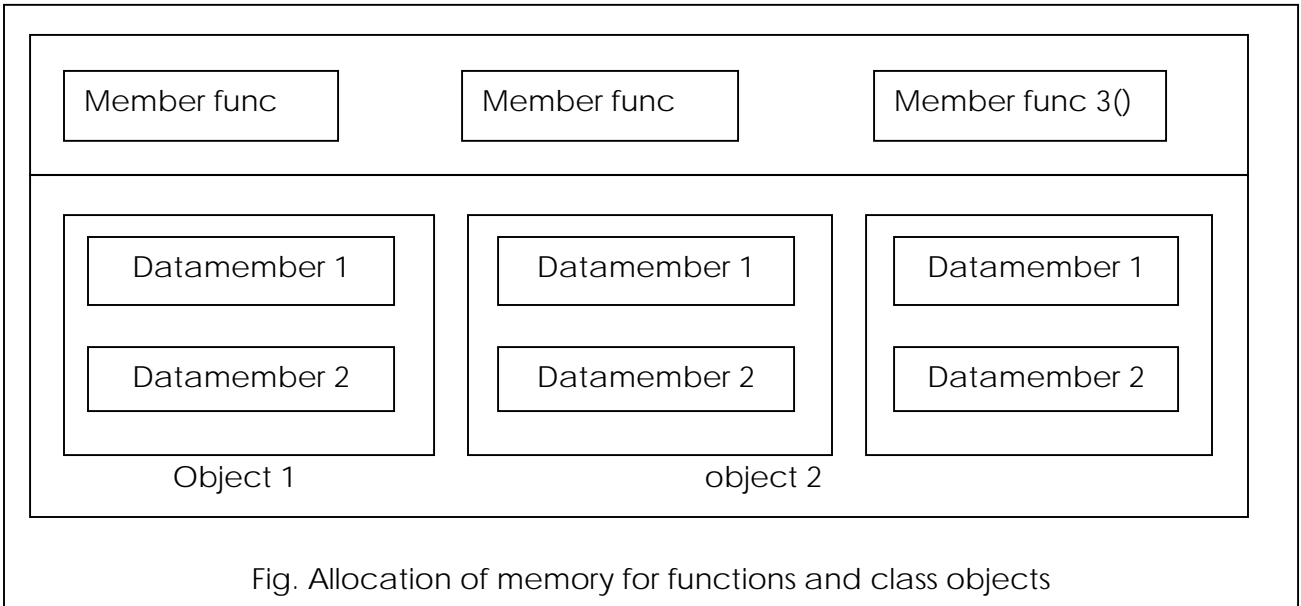 Member func Member func Member func 3()
Datamember 1 Datamember 1 Datamember 1
Datamember 2 Datamember 2 Datamember 2
Object 1 object 2
Fig. Allocation of memory for functions and class objects